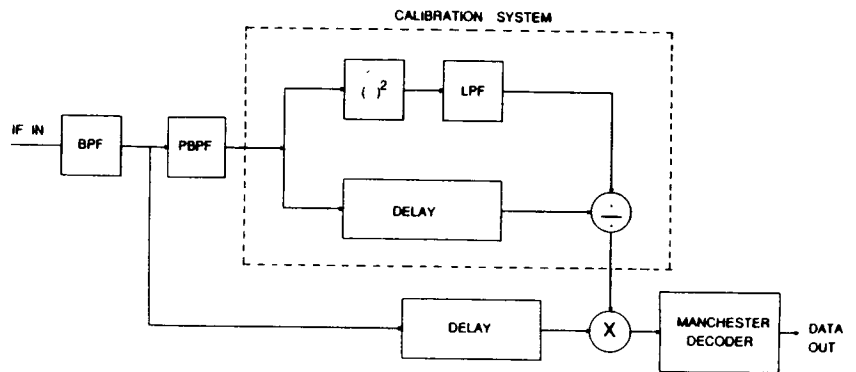 CALIBRATION SYSTEM
( )²
LPF
IF IN
BPF
PBPF
DELAY
÷
DELAY
X
MANCHESTER
DECODER
DATA
OUT